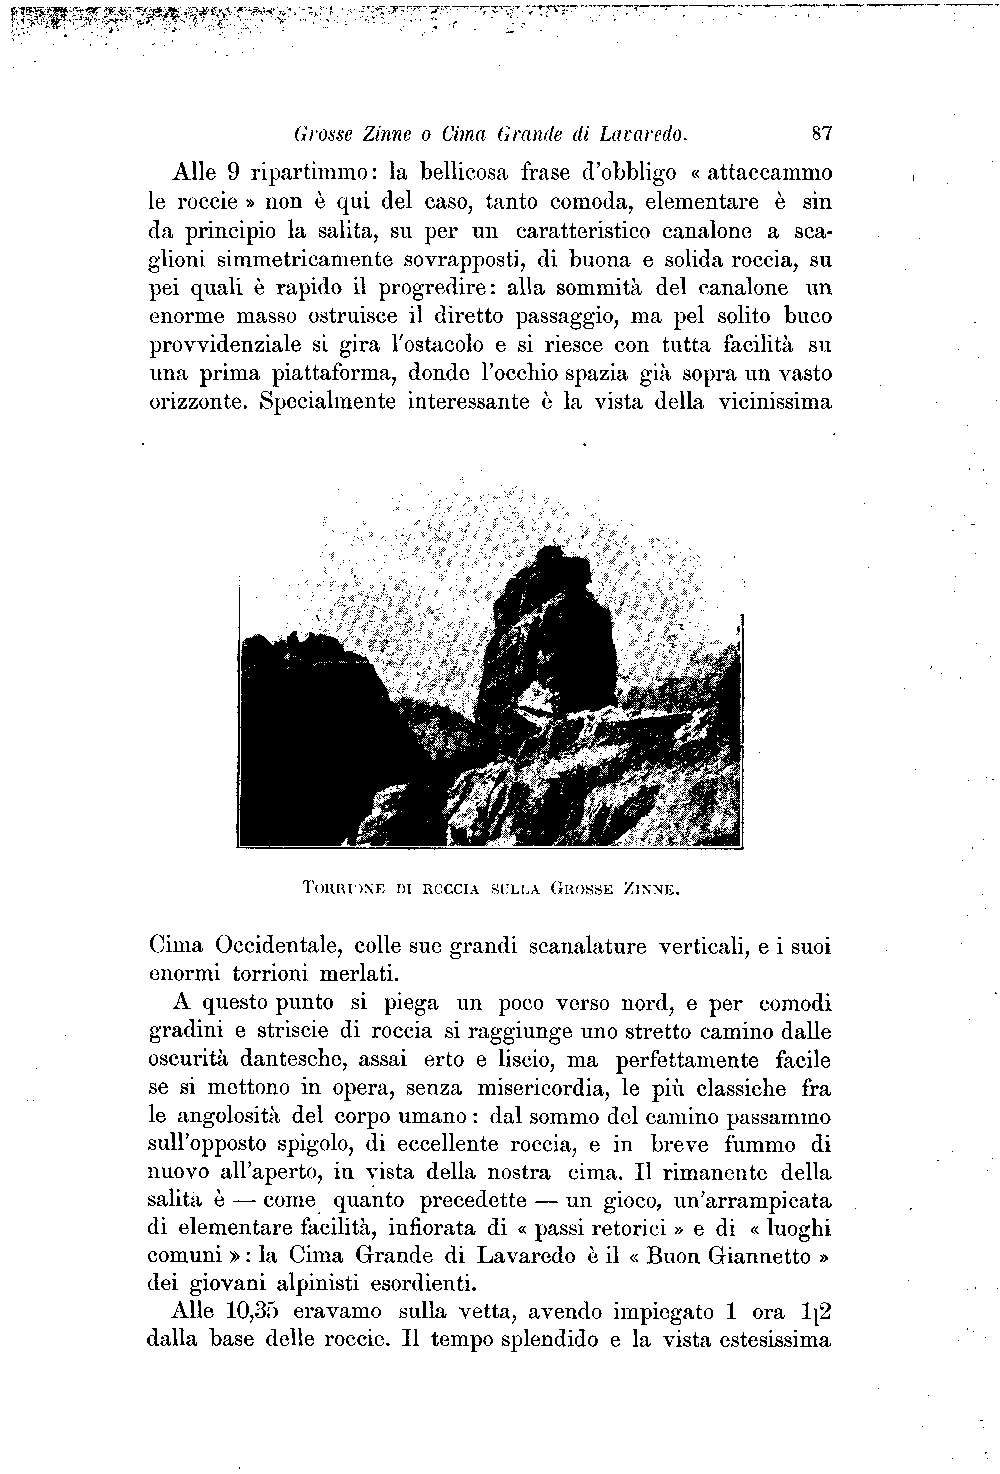 Grosse Zinne o Cima Grande di Lavaredo. 87
Alle 9 ripartimmo: la bellicosa frase d'obbligo « attaccammo
le roccie » non è qui del caso, tanto comoda, elementare è sin
da principio la salita, su per un caratteristico canalone a sca-
glioni simmetricamente sovrapposti, di buona e solida roccia, su
pei quali è rapido il progredire: alla sommità del canalone un
enorme masso ostruisce il diretto passaggio, ma pel solito buco
provvidenziale si gira l'ostacolo e si riesce con tutta facilità su
una prima piattaforma, donde l'occhio spazia già sopra un vasto
orizzonte. Specialmente interessante è la vista della vicinissima
TORRIONE DI ROCCIA SULLA GROSSE ZINNE.
Cima Occidentale, colle sue grandi scanalature verticali, e i suoi
enormi torrioni merlati.
A questo punto si piega un poco verso nord, e per comodi
gradini e striscie di roccia si raggiunge uno stretto camino dalle
oscurità dantesche, assai erto e liscio, ma perfettamente facile
se si mettono in opera, senza misericordia, le più classiche fra
le angolosità del corpo umano: dal sommo del camino passammo
sull'opposto spigolo, di eccellente roccia, e in breve fummo di
nuovo all'aperto, in vista della nostra cima. Il rimanente della
salita è — come quanto precedette — un gioco, un'arrampicata
di elementare facilità, infiorata di « passi retorici » e di « luoghi
comuni »: la Cima Grande di Lavaredo è il « Buon Giannetto »
dei giovani alpinisti esordienti.
Alle 10,35 eravamo sulla vetta, avendo impiegato 1 ora 1|2
dalla base delle roccie. Il tempo splendido e la vista estesissima